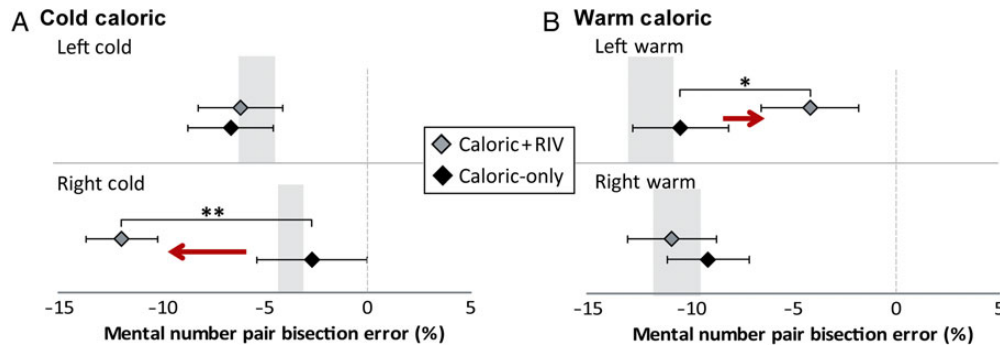 A Cold caloric
Left cold
Right cold
**
−15 −10 −5 0 5
Mental number pair bisection error (%)
Caloric+RIV
Caloric-only
B Warm caloric
Left warm
*
Right warm
−15 −10 −5 0 5
Mental number pair bisection error (%)